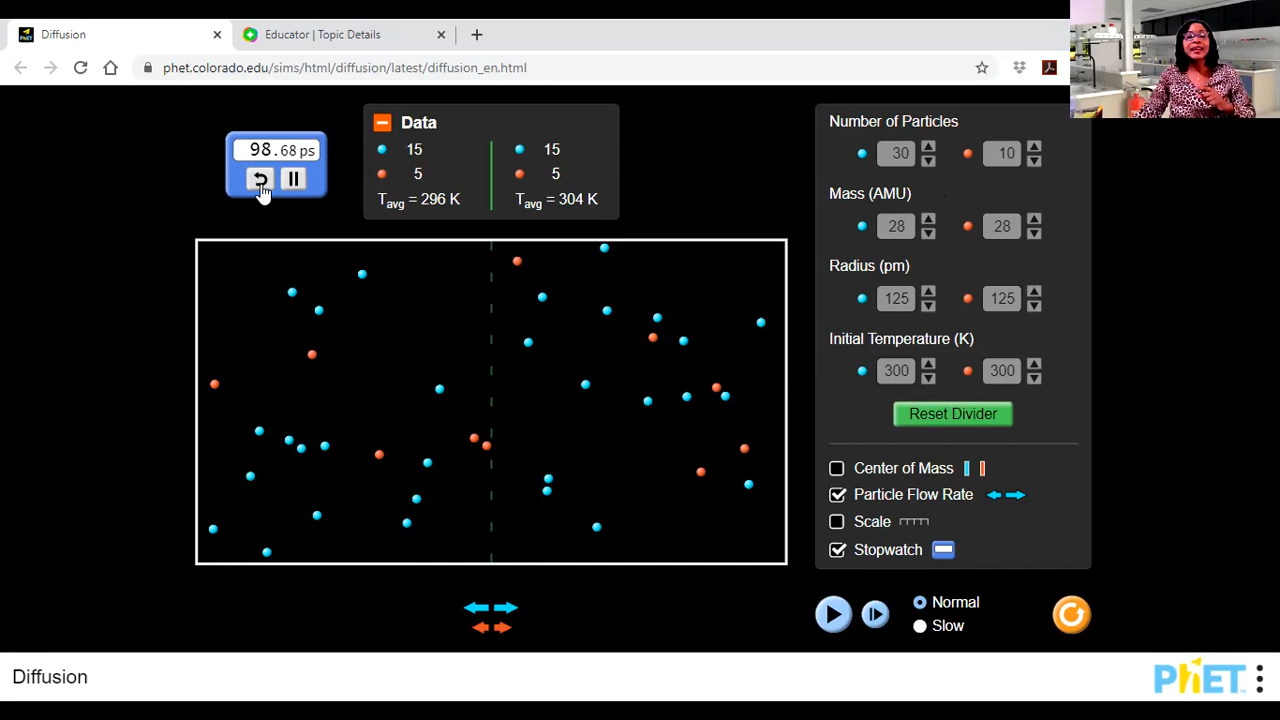 Diffusion
Educator | Topic Details
phet.colorado.edu/sims/html/diffusion/latest/diffusion_en.html
98.68 ps
Data
15 15
5 5
Tavg = 296 K Tavg = 304 K
Number of Particles
30 10
Mass (AMU)
28 28
Radius (pm)
125 125
Initial Temperature (K)
300 300
Reset Divider
Center of Mass
Particle Flow Rate
Scale
Stopwatch
Normal
Slow
Diffusion
PhET